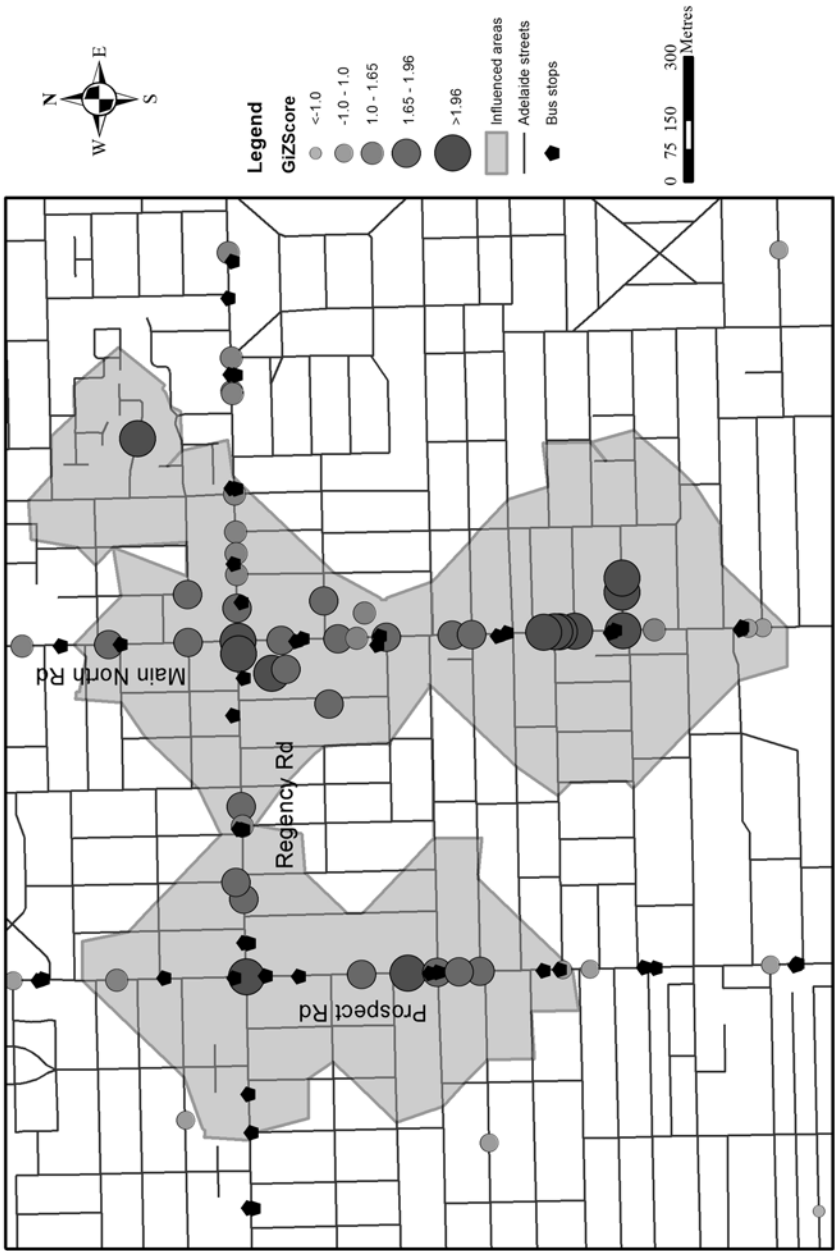 N
W
E
S
Legend
GiZScore
<-1.0
-1.0 - 1.0
1.0 - 1.65
1.65 - 1.96
>1.96
Influenced areas
Adelaide streets
Bus stops
0 75 150 300
Metres
Main North Rd
Regency Rd
Prospect Rd